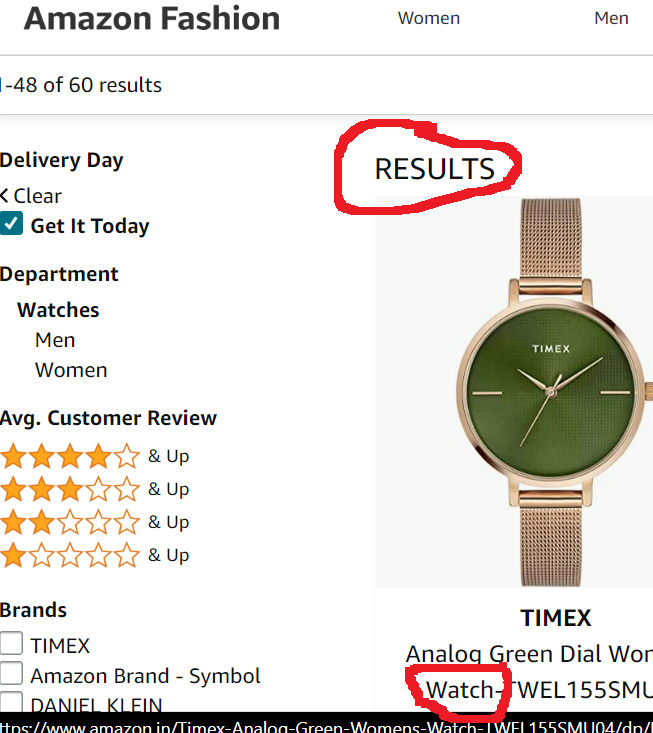 Amazon Fashion
Women
Men
-48 of 60 results
Delivery Day
Clear
Get It Today
Department
Watches
Men
Women
Avg. Customer Review
& Up
& Up
& Up
& Up
Brands
TIMEX
Amazon Brand - Symbol
DANIEL KLEIN
RESULTS
TIMEX
TIMEX
Analog Green Dial Wom
Watch-TWEL155SMU
ttps://www.amazon.in/Timex-Analog-Green-Womens-Watch-TWEL155SMU04/dp/